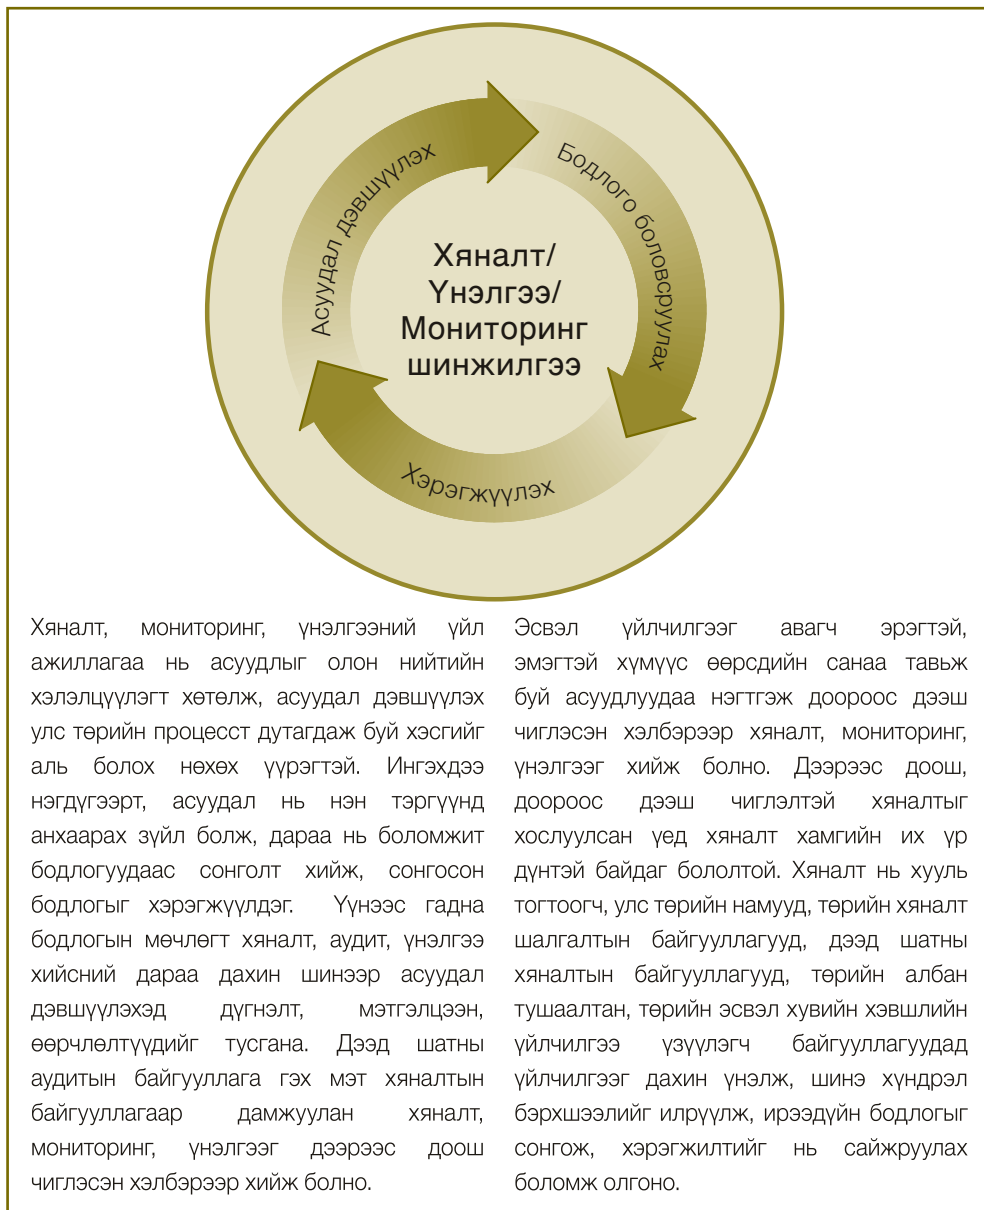 Асуудал дэвшүүлэх
Бодлого боловсруулах
Хэрэгжүүлэх
Хяналт/
Үнэлгээ/
Мониторинг
шинжилгээ
Хяналт, мониторинг, үнэлгээний үйл
ажиллагаа нь асуудлыг олон нийтийн
хэлэлцүүлэгт хөтөлж, асуудал дэвшүүлэх
улс төрийн процесст дутагдаж буй хэсгийг
аль болох нөхөх үүрэгтэй. Ингэхдээ
нэгдүгээрт, асуудал нь нэн тэргүүнд
анхаарах зүйл болж, дараа нь боломжит
бодлогуудаас сонголт хийж, сонгосон
бодлогыг хэрэгжүүлдэг. Үүнээс гадна
бодлогын мөчлөгт хяналт, аудит, үнэлгээ
хийсний дараа дахин шинээр асуудал
дэвшүүлэхэд дүгнэлт, мэтгэлцээн,
өөрчлөлтүүдийг тусгана. Дээд шатны
аудитын байгууллага гэх мэт хяналтын
байгууллагаар дамжуулан хяналт,
мониторинг, үнэлгээг дээрээс доош
чиглэсэн хэлбэрээр хийж болно.
Эсвэл үйлчилгээг авагч эрэгтэй,
эмэгтэй хүмүүс өөрсдийн санаа тавьж
буй асуудлуудаа нэгтгэж доороос дээш
чиглэсэн хэлбэрээр хяналт, мониторинг,
үнэлгээг хийж болно. Дээрээс доош,
доороос дээш чиглэлтэй хяналтыг
хослуулсан үед хяналт хамгийн их үр
дүнтэй байдаг бололтой. Хяналт нь хууль
тогтоогч, улс төрийн намууд, төрийн хяналт
шалгалтын байгууллагууд, дээд шатны
хяналтын байгууллагууд, төрийн албан
тушаалтан, төрийн эсвэл хувийн хэвшлийн
үйлчилгээ үзүүлэгч байгууллагуудад
үйлчилгээг дахин үнэлж, шинэ хүндрэл
бэрхшээлийг илрүүлж, ирээдүйн бодлогыг
сонгож, хэрэгжилтийг нь сайжруулах
боломж олгоно.